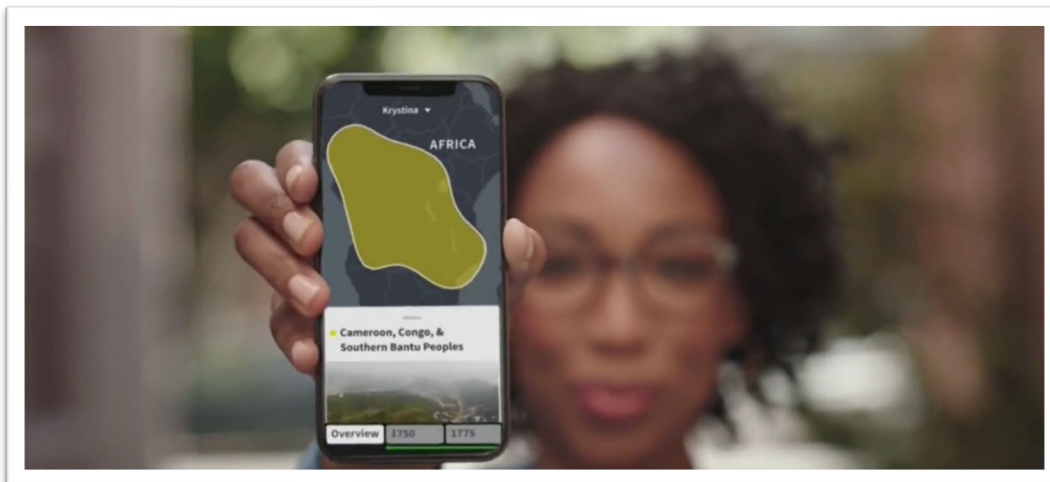 Krystina
AFRICA
Cameroon, Congo, &
Southern Bantu Peoples
Overview 1750 1775